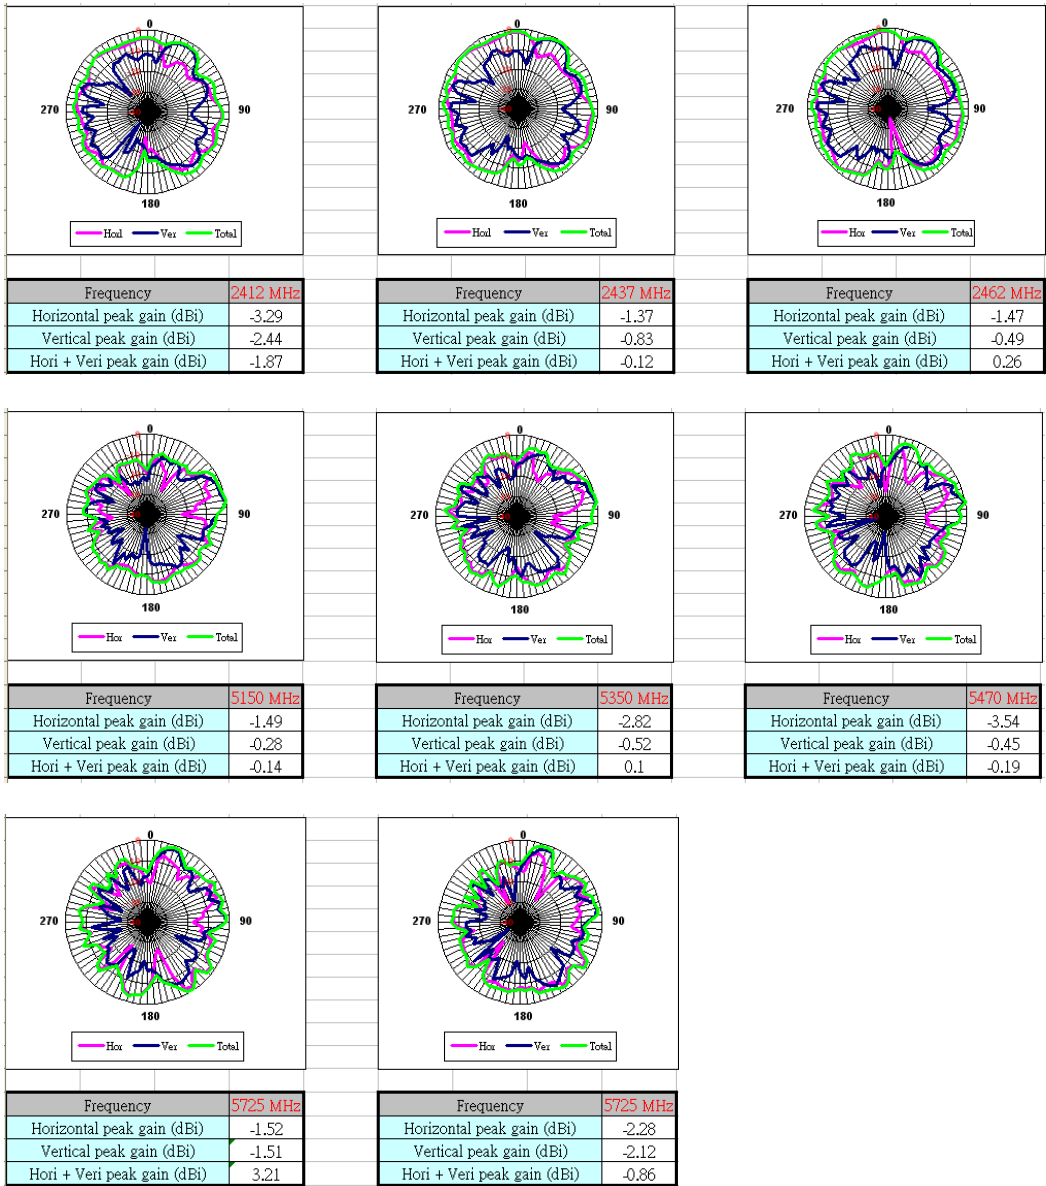 0 0 0
270 90 270 90 270 90
180 180 180
Horl Ver Total Horl Ver Total Hor Ver Total
Frequency 2412 MHz Frequency 2437 MHz Frequency 2462 MHz
Horizontal peak gain (dBi) -3.29 Horizontal peak gain (dBi) -1.37 Horizontal peak gain (dBi) -1.47
Vertical peak gain (dBi) -2.44 Vertical peak gain (dBi) -0.83 Vertical peak gain (dBi) -0.49
Hori + Veri peak gain (dBi) -1.87 Hori + Veri peak gain (dBi) -0.12 Hori + Veri peak gain (dBi) 0.26
0 0 0
270 90 270 90 270 90
180 180 180
Hor Ver Total Hor Ver Total Hor Ver Total
Frequency 5150 MHz Frequency 5350 MHz Frequency 5470 MHz
Horizontal peak gain (dBi) -1.49 Horizontal peak gain (dBi) -2.82 Horizontal peak gain (dBi) -3.54
Vertical peak gain (dBi) -0.28 Vertical peak gain (dBi) -0.52 Vertical peak gain (dBi) -0.45
Hori + Veri peak gain (dBi) -0.14 Hori + Veri peak gain (dBi) 0.1 Hori + Veri peak gain (dBi) -0.19
0 0
270 90 270 90
180 180
Hor Ver Total Hor Ver Total
Frequency 5725 MHz Frequency 5725 MHz
Horizontal peak gain (dBi) -1.52 Horizontal peak gain (dBi) -2.28
Vertical peak gain (dBi) -1.51 Vertical peak gain (dBi) -2.12
Hori + Veri peak gain (dBi) 3.21 Hori + Veri peak gain (dBi) -0.86